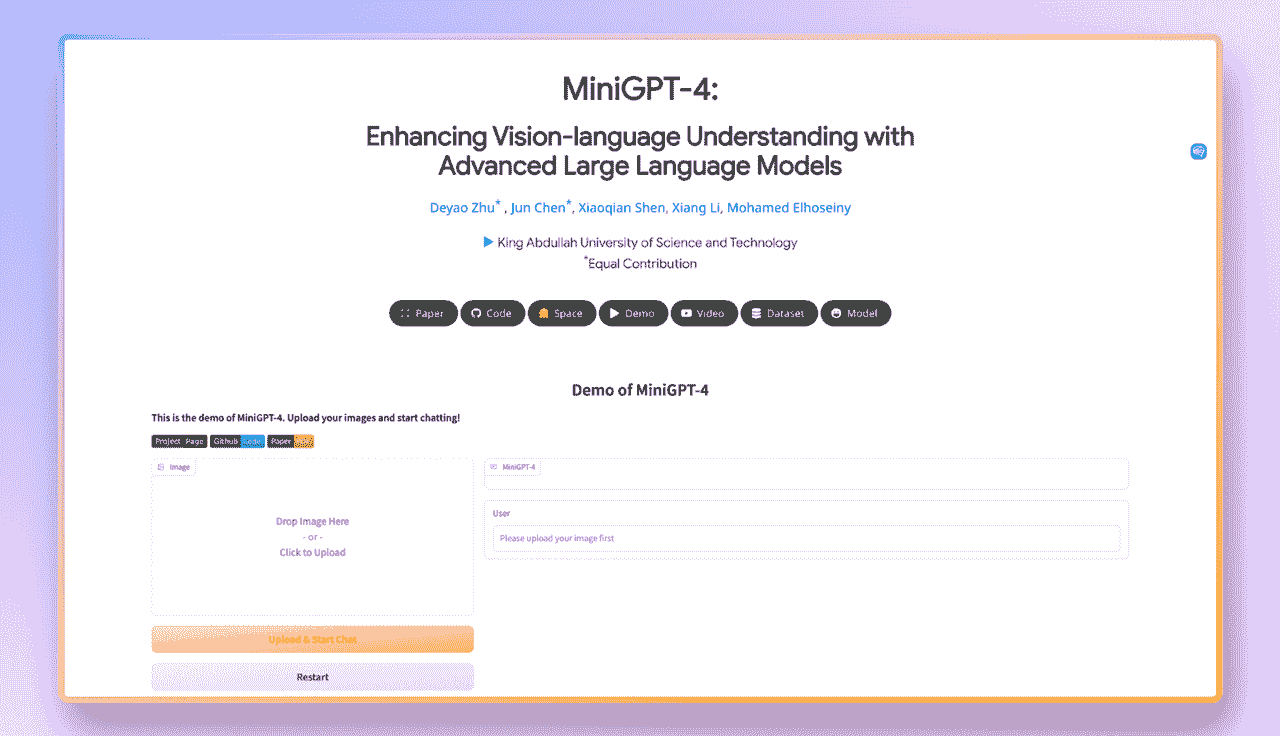 MiniGPT-4:
Enhancing Vision-language Understanding with
Advanced Large Language Models
Deyao Zhu* , Jun Chen*, Xiaoqian Shen, Xiang Li, Mohamed Elhoseiny
King Abdullah University of Science and Technology
*Equal Contribution
Paper Code Space Demo Video Dataset Model
Demo of MiniGPT-4
This is the demo of MiniGPT-4. Upload your images and start chatting!
Project Page Github Code Paper
Image
Drop Image Here
- or -
Click to Upload
Upload & Start Chat
Restart
MiniGPT-4
User
Please upload your image first